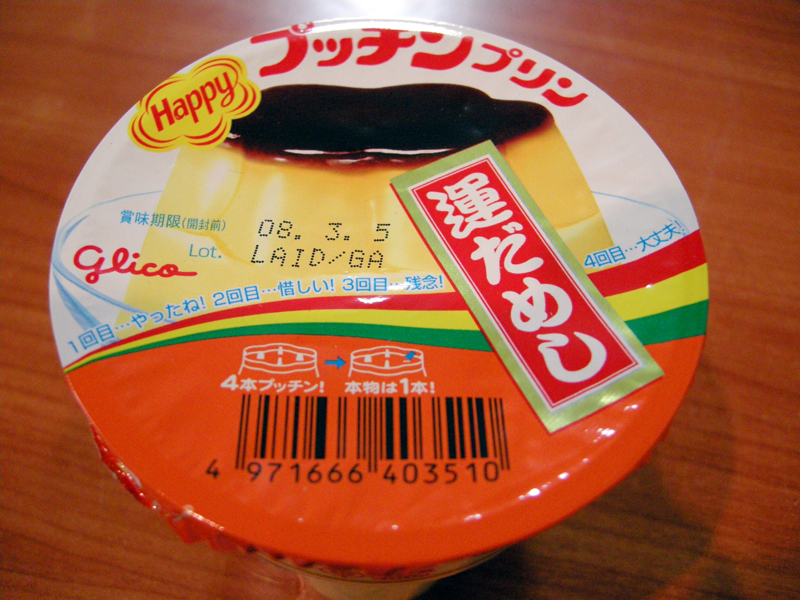 プッチンプリン
Happy
運だめし
賞味期限(開封前) 08. 3. 5
Lot. LAID/GA
Glico
1回目…やったね! 2回目…惜しい! 3回目…残念! 4回目…大丈夫!
4本プッチン! 本物は1本!
4 971666 403510